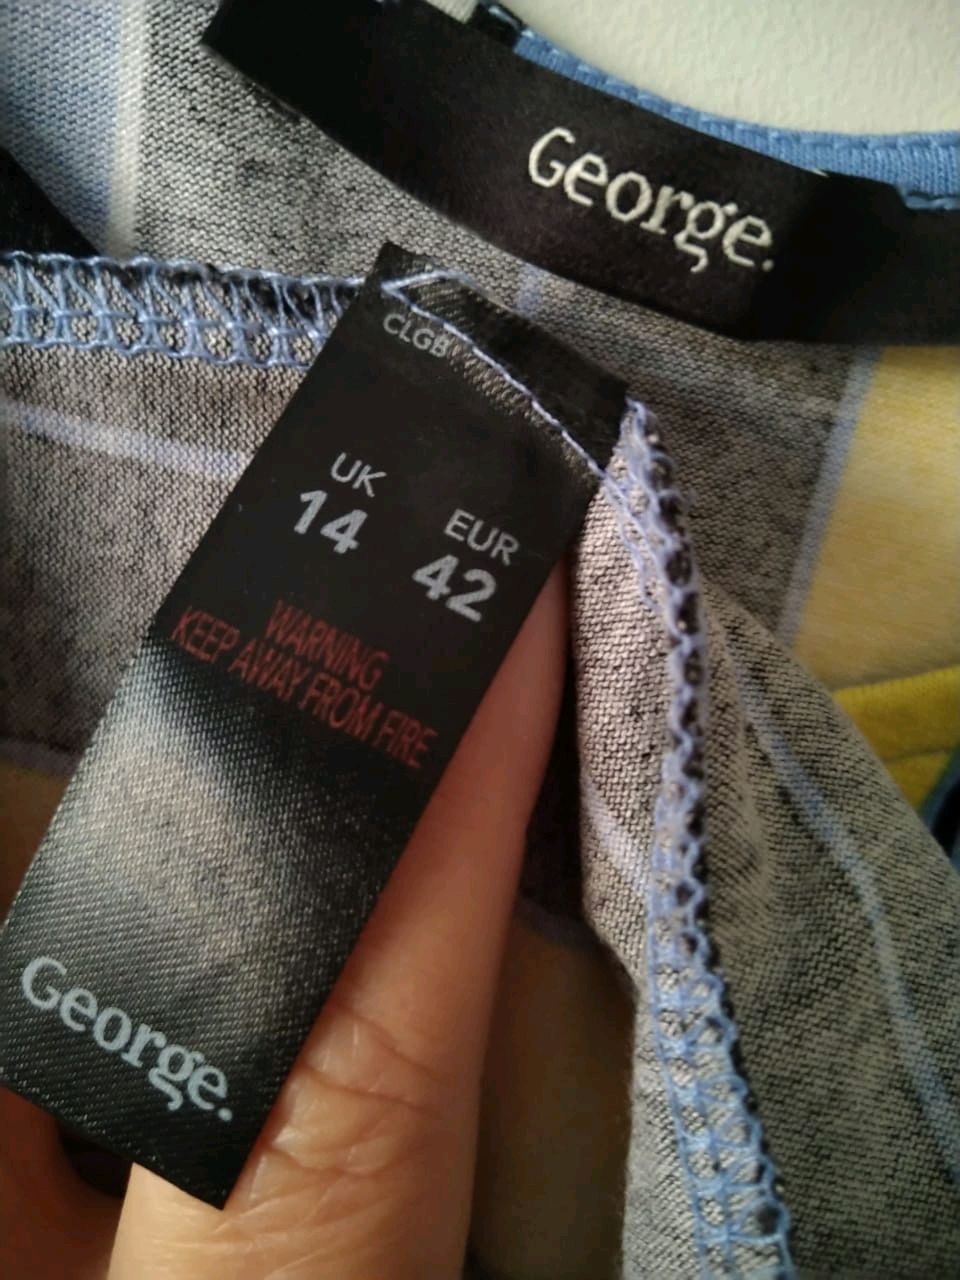 George.
CLGB
UK
14
EUR
42
WARNING
KEEP AWAY FROM FIRE
George.